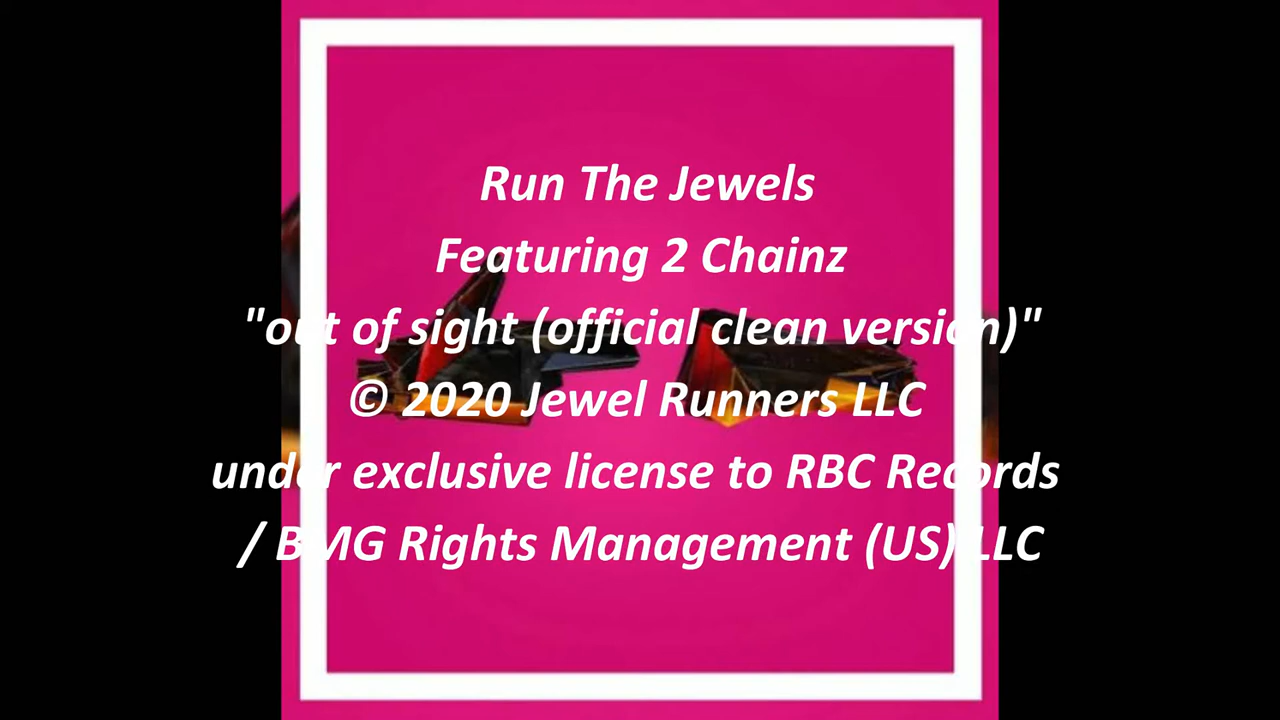 Run The Jewels
Featuring 2 Chainz
"out of sight (official clean version)"
© 2020 Jewel Runners LLC
under exclusive license to RBC Records
/ BMG Rights Management (US) LLC